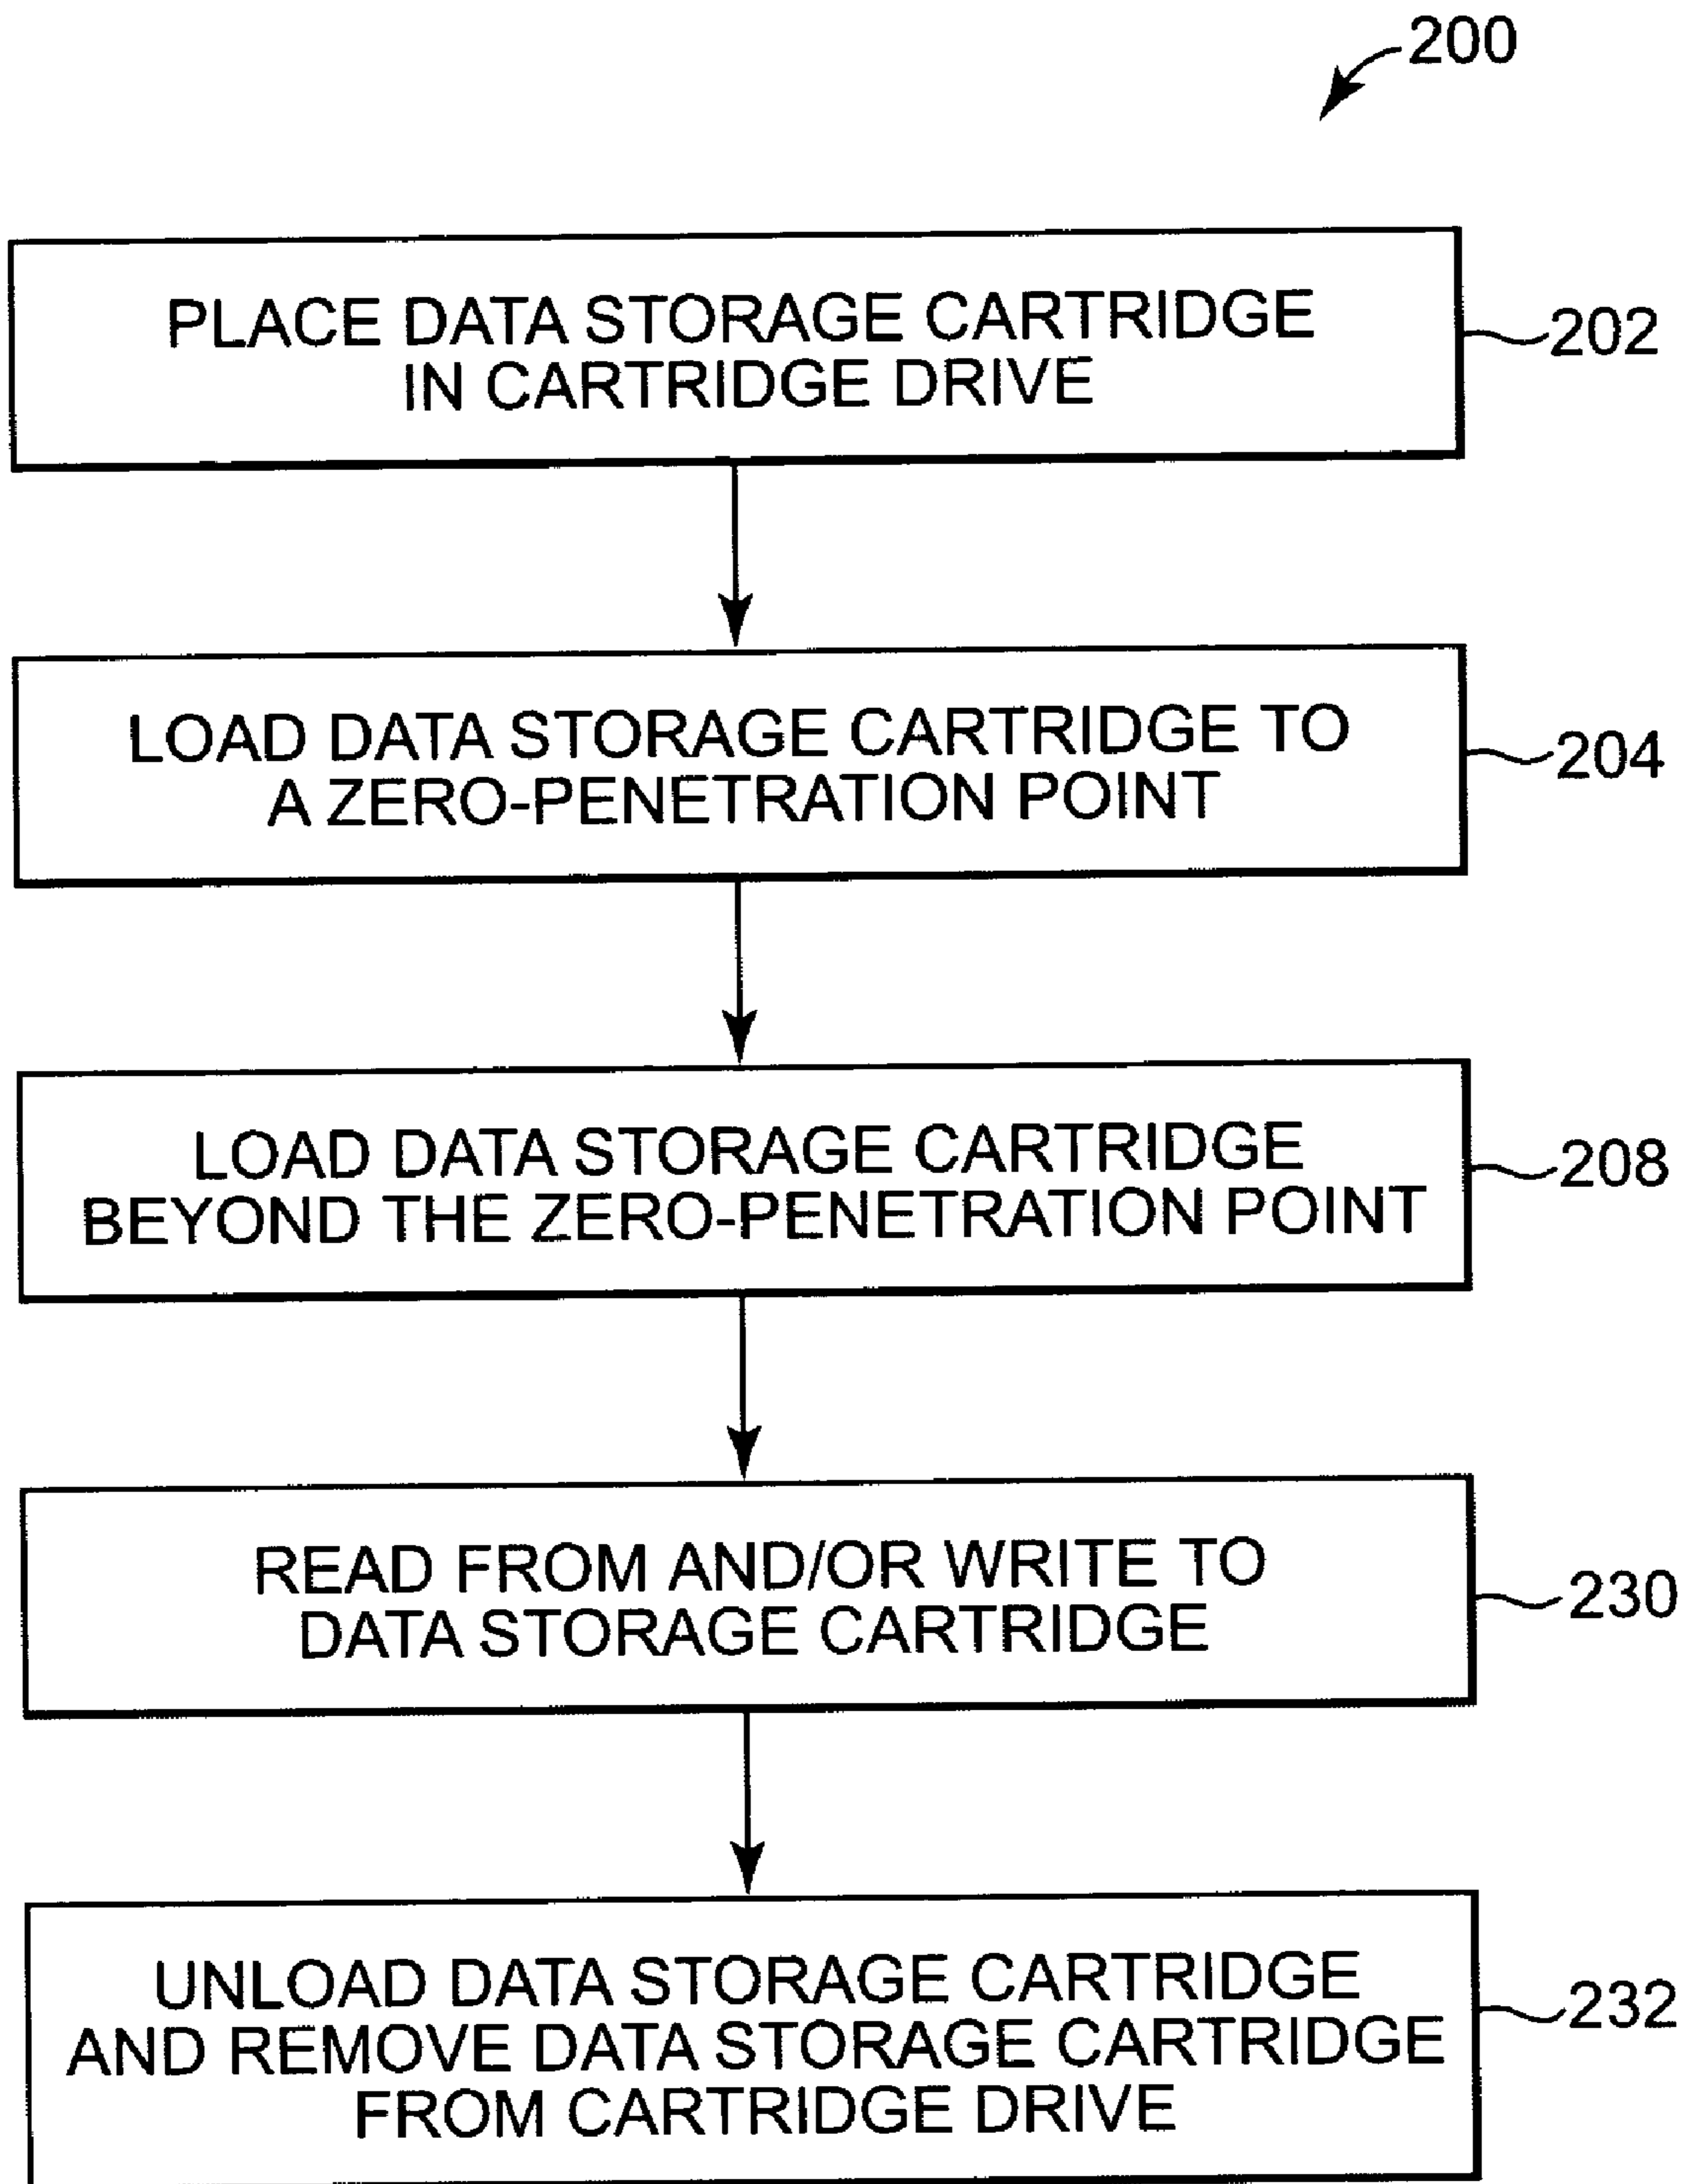 200
PLACE DATA STORAGE CARTRIDGE
IN CARTRIDGE DRIVE
202
LOAD DATA STORAGE CARTRIDGE TO
A ZERO-PENETRATION POINT
204
LOAD DATA STORAGE CARTRIDGE
BEYOND THE ZERO-PENETRATION POINT
208
READ FROM AND/OR WRITE TO
DATA STORAGE CARTRIDGE
230
UNLOAD DATA STORAGE CARTRIDGE
AND REMOVE DATA STORAGE CARTRIDGE
FROM CARTRIDGE DRIVE
232